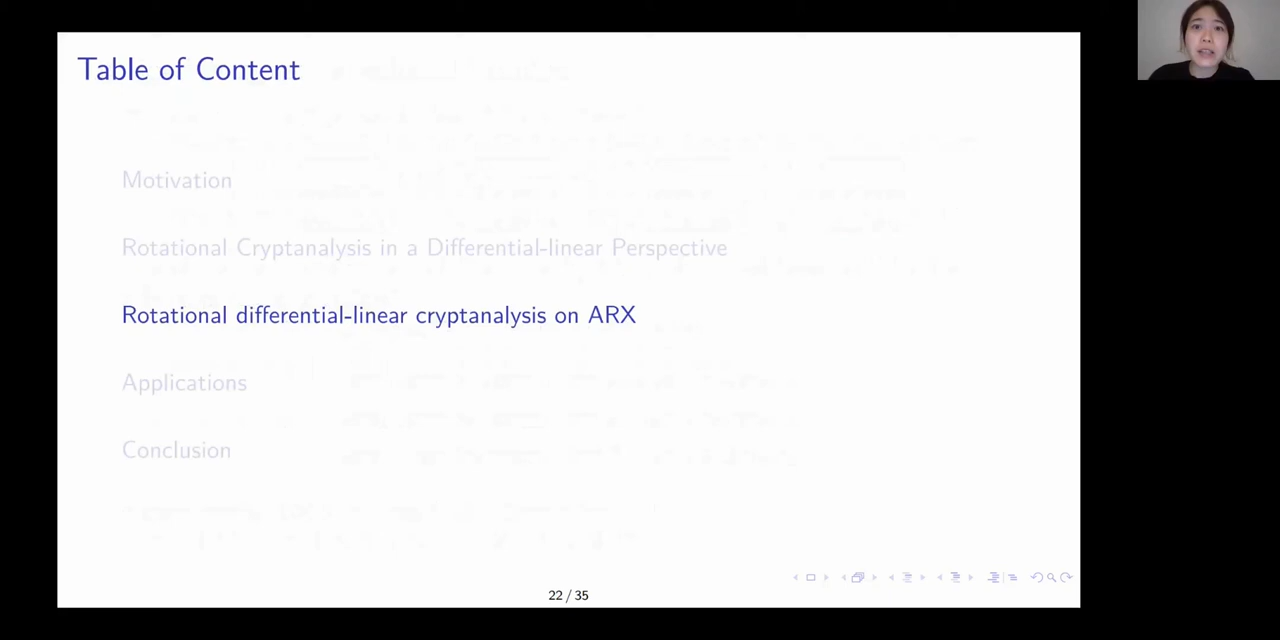 Table of Content
Motivation
Rotational Cryptanalysis in a Differential-linear Perspective
Rotational differential-linear cryptanalysis on ARX
Applications
Conclusion
22 / 35